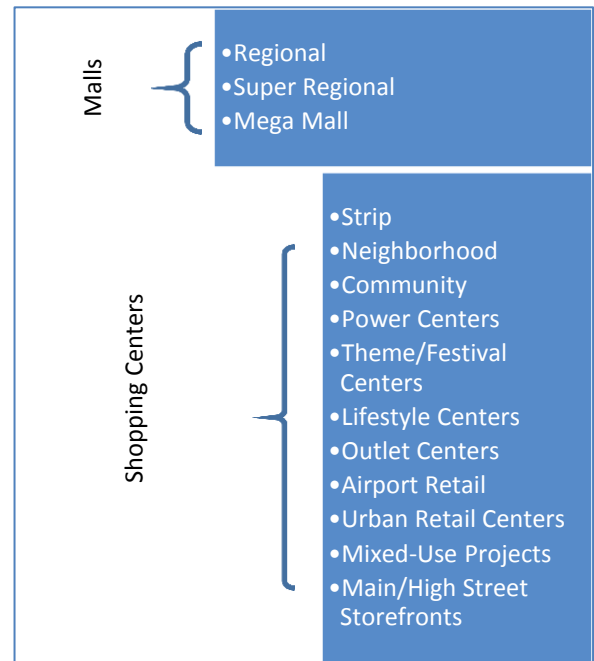 Malls
•Regional
•Super Regional
•Mega Mall
Shopping Centers
•Strip
•Neighborhood
•Community
•Power Centers
•Theme/Festival
Centers
•Lifestyle Centers
•Outlet Centers
•Airport Retail
•Urban Retail Centers
•Mixed-Use Projects
•Main/High Street
Storefronts